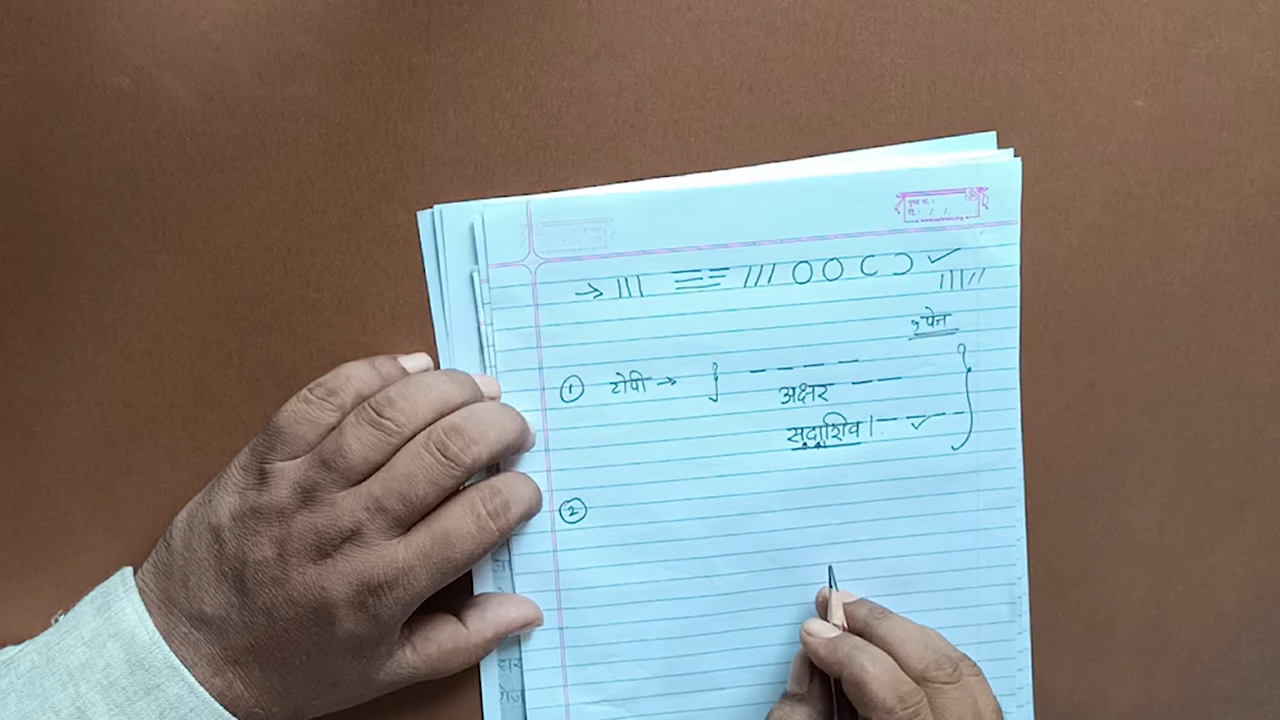 पृष्ठ सं. :
दि. : / /
पेन
① टोपी →
अक्षर
सदाशिव।
②